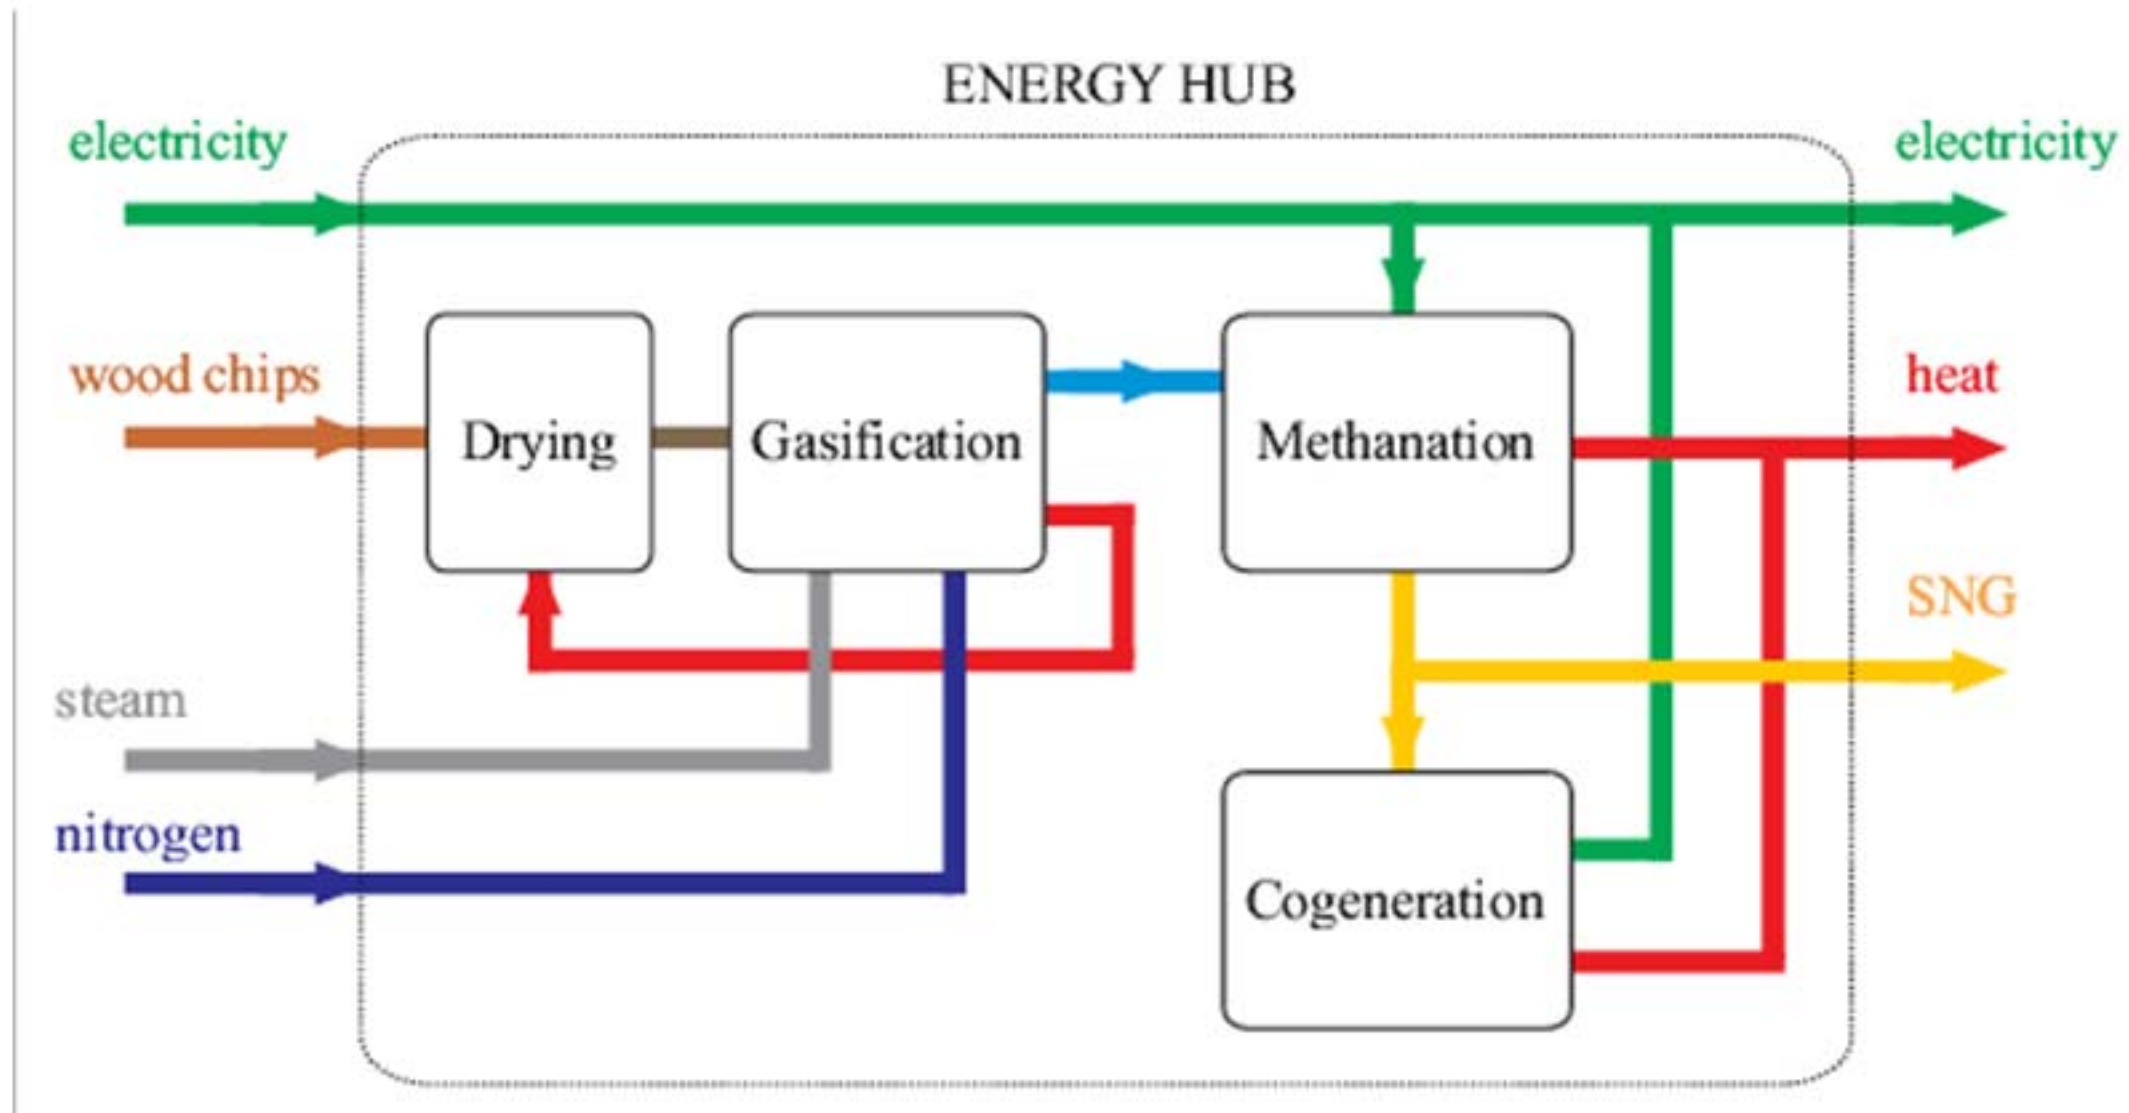 ENERGY HUB
electricity
electricity
wood chips
heat
Drying
Gasification
Methanation
SNG
steam
nitrogen
Cogeneration